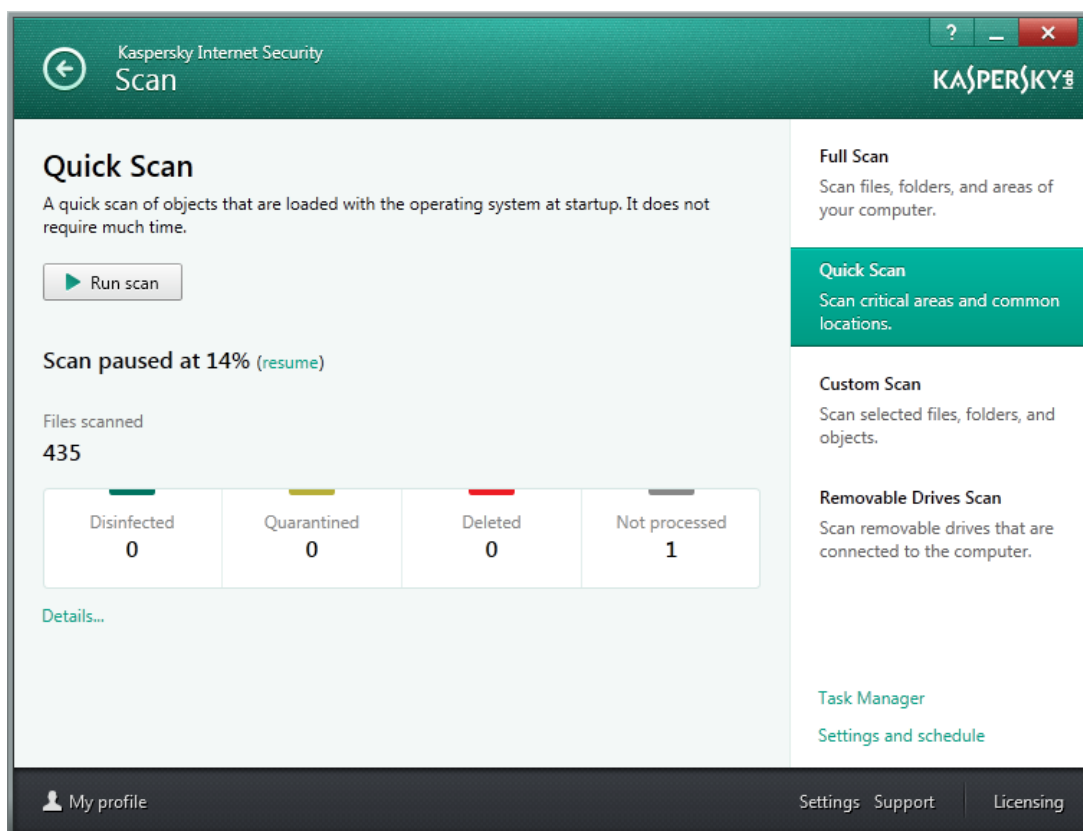 Kaspersky Internet Security
Scan
?
KASPERSKY lab
Quick Scan
A quick scan of objects that are loaded with the operating system at startup. It does not
require much time.
Run scan
Scan paused at 14% (resume)
Files scanned
435
Disinfected
0
Quarantined
0
Deleted
0
Not processed
1
Details...
Full Scan
Scan files, folders, and areas of
your computer.
Quick Scan
Scan critical areas and common
locations.
Custom Scan
Scan selected files, folders, and
objects.
Removable Drives Scan
Scan removable drives that are
connected to the computer.
Task Manager
Settings and schedule
My profile
Settings Support Licensing